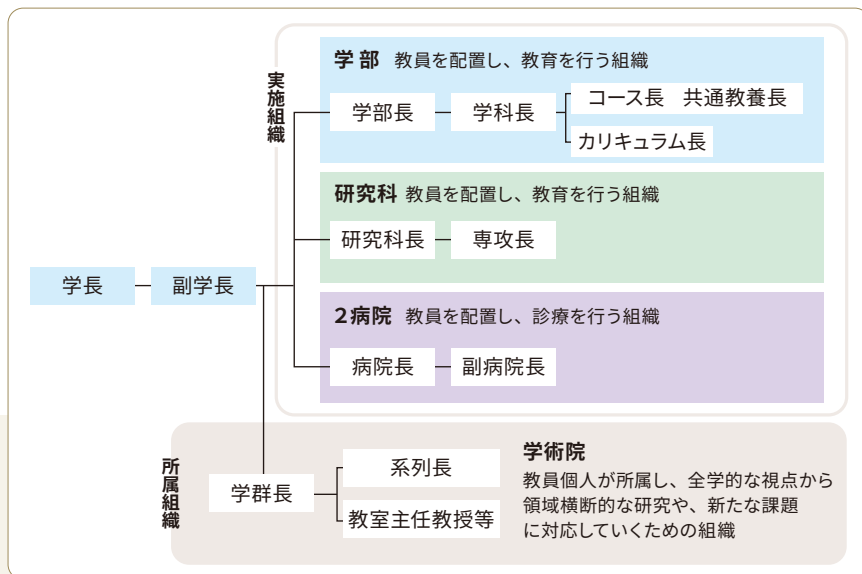 実施組織
学部 教員を配置し、教育を行う組織
学部長
学科長
コース長 共通教養長
カリキュラム長
研究科 教員を配置し、教育を行う組織
研究科長
専攻長
学長
副学長
2病院 教員を配置し、診療を行う組織
病院長
副病院長
所属組織
学群長
系列長
教室主任教授等
学術院
教員個人が所属し、全学的な視点から
領域横断的な研究や、新たな課題
に対応していくための組織